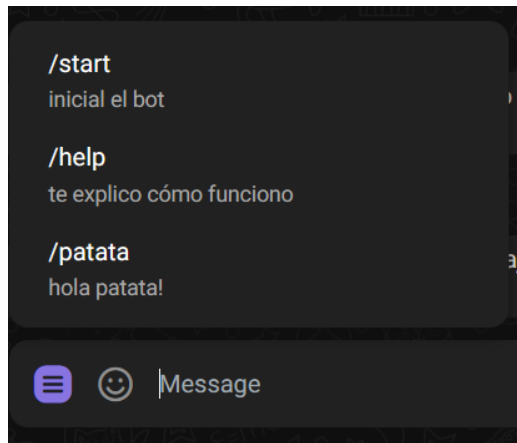 /start
inicial el bot
/help
te explico cómo funciono
/patata
hola patata!
Message